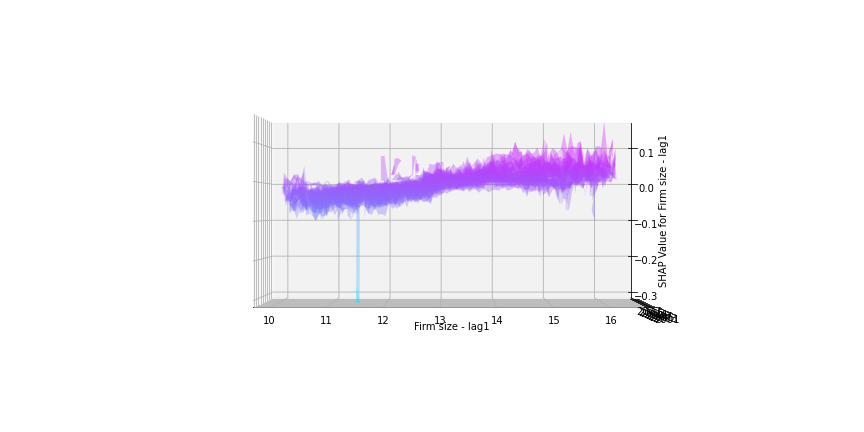 0.1
0.0
−0.1
−0.2
−0.3
SHAP Value for Firm size - lag1
10 11 12 13 14 15 16
Firm size - lag1